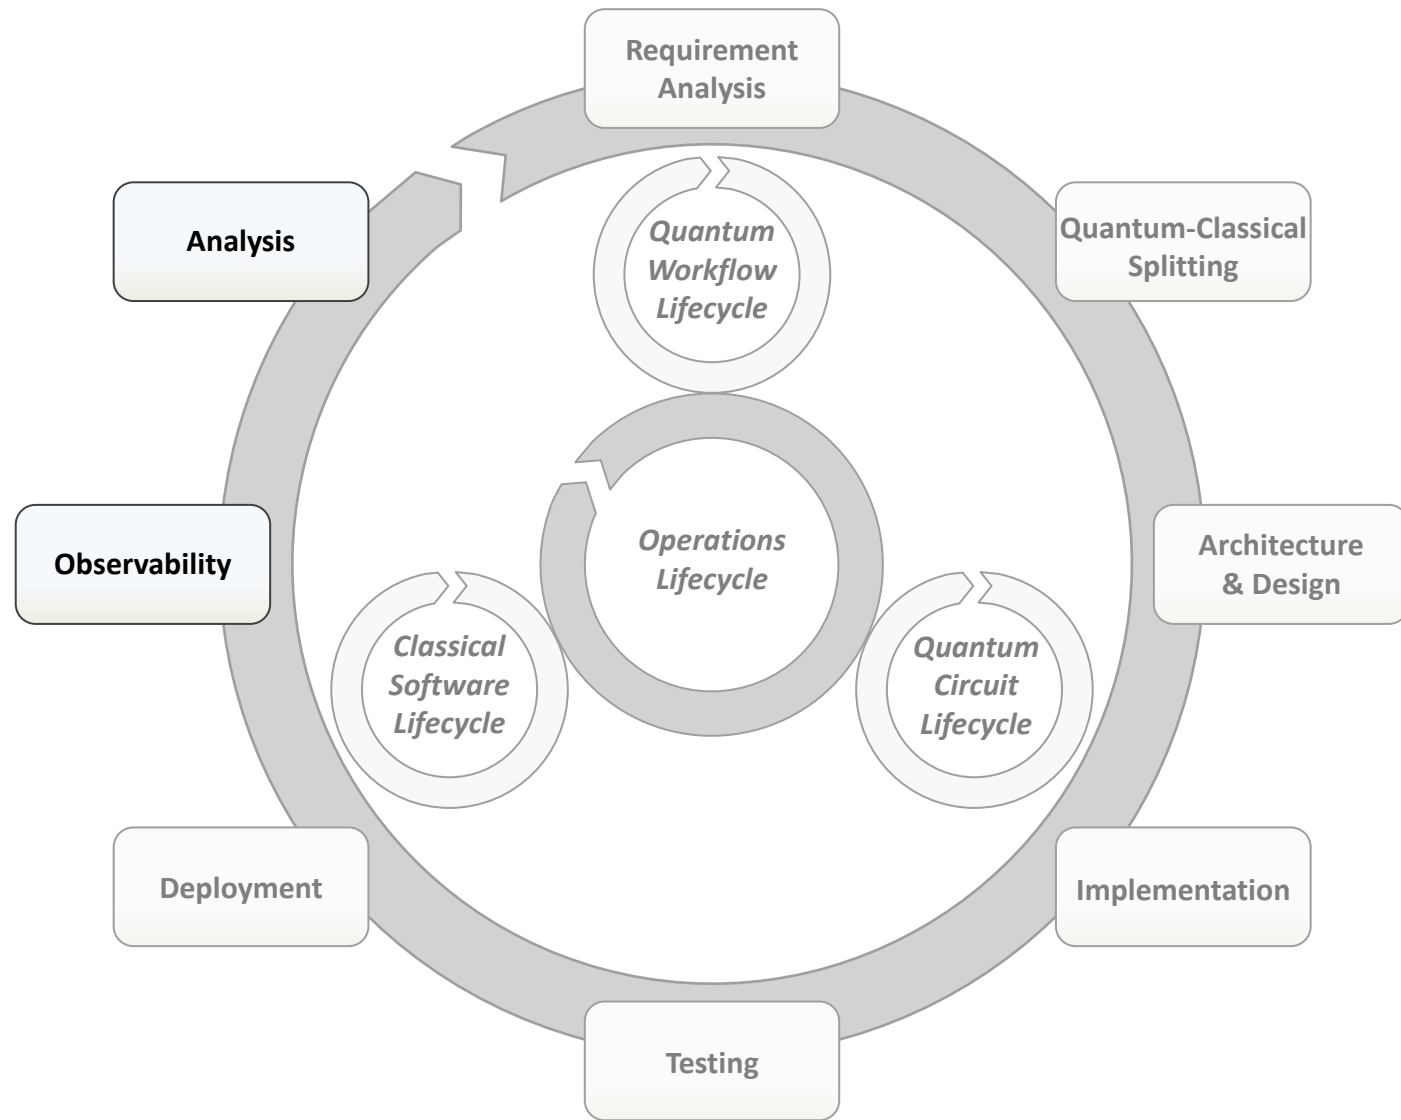 Requirement
Analysis
Analysis
Quantum-Classical
Splitting
Quantum
Workflow
Lifecycle
Observability
Operations
Lifecycle
Architecture
& Design
Classical
Software
Lifecycle
Quantum
Circuit
Lifecycle
Deployment
Implementation
Testing